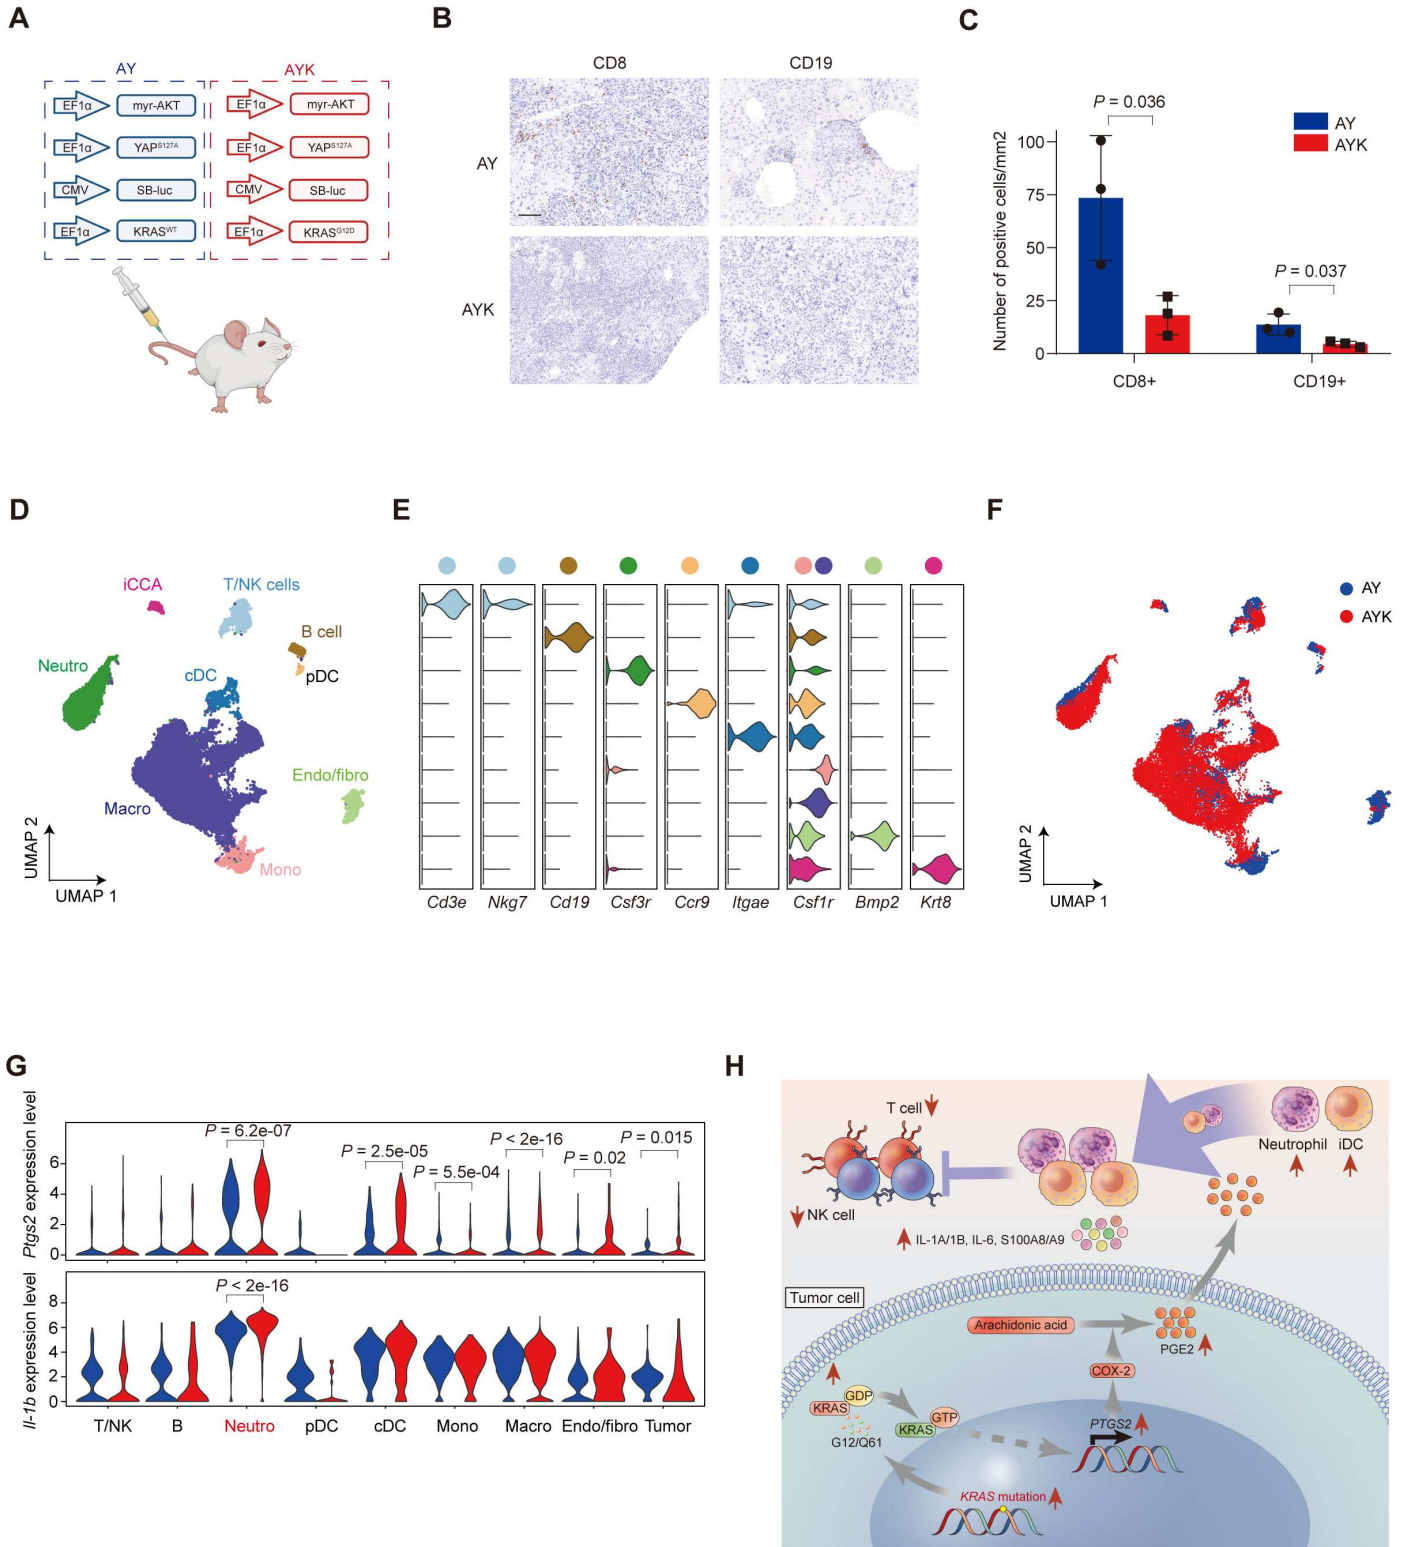 A
AY
AYK
EF1α
myr-AKT
EF1α
myr-AKT
EF1α
YAPS127A
EF1α
YAPS127A
CMV
SB-luc
CMV
SB-luc
EF1α
KRASWT
EF1α
KRASG12D
B
CD8
CD19
AY
AYK
C
P = 0.036
AY
AYK
P = 0.037
Number of positive cells/mm2
100
75
50
25
0
CD8+
CD19+
D
iCCA
T/NK cells
B cell
pDC
Neutro
cDC
Endo/fibro
Macro
Mono
UMAP 2
UMAP 1
E
Cd3e
Nkg7
Cd19
Csf3r
Ccr9
Itgae
Csf1r
Bmp2
Krt8
F
AY
AYK
UMAP 2
UMAP 1
G
Ptgs2 expression level
6
4
2
0
P = 6.2e-07
P = 2.5e-05
P = 5.5e-04
P < 2e-16
P = 0.02
P = 0.015
Il-1b expression level
8
6
4
2
0
P < 2e-16
T/NK
B
Neutro
pDC
cDC
Mono
Macro
Endo/fibro
Tumor
H
T cell
NK cell
Neutrophil
iDC
IL-1A/1B, IL-6, S100A8/A9
Tumor cell
Arachidonic acid
PGE2
COX-2
GDP
KRAS
G12/Q61
GTP
KRAS
PTGS2
KRAS mutation